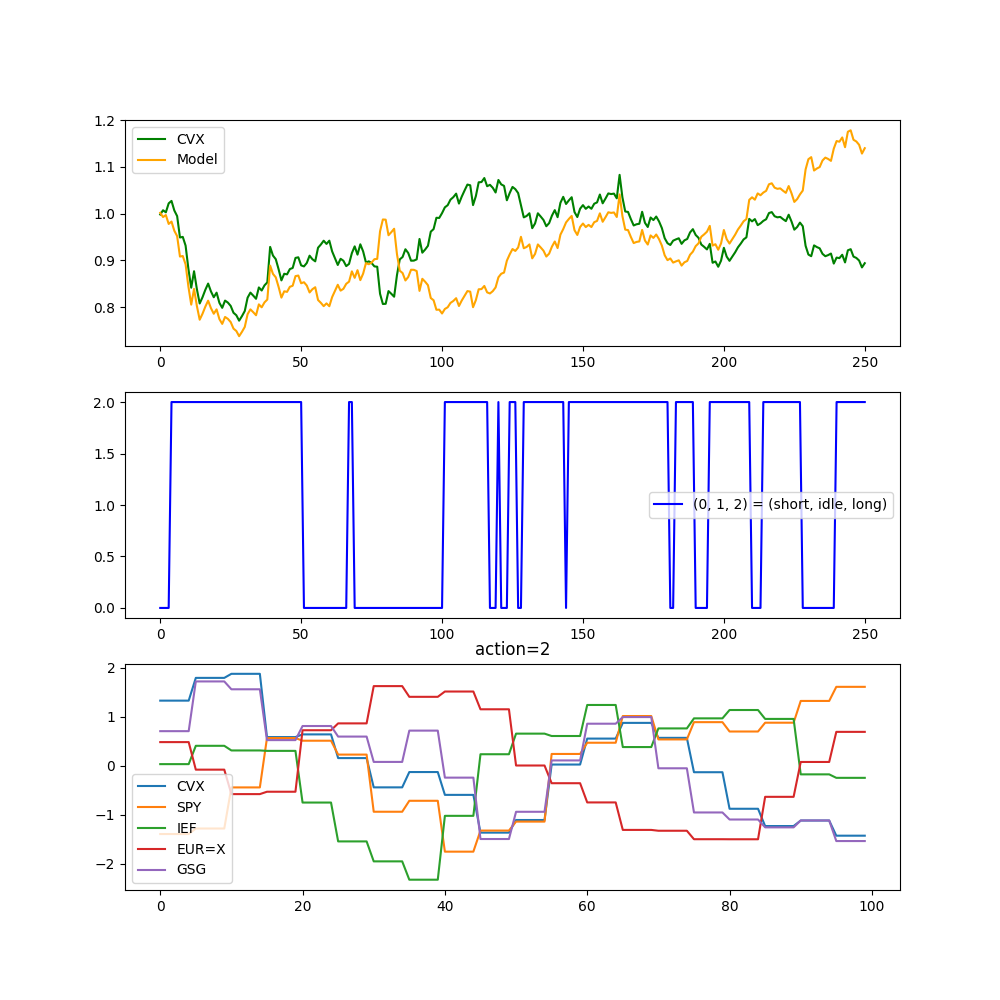 1.2
1.1
1.0
0.9
0.8
CVX
Model
0 50 100 150 200 250
2.0
1.5
1.0
0.5
0.0
(0, 1, 2) = (short, idle, long)
0 50 100 150 200 250
action=2
2
1
0
−1
−2
CVX
SPY
IEF
EUR=X
GSG
0 20 40 60 80 100